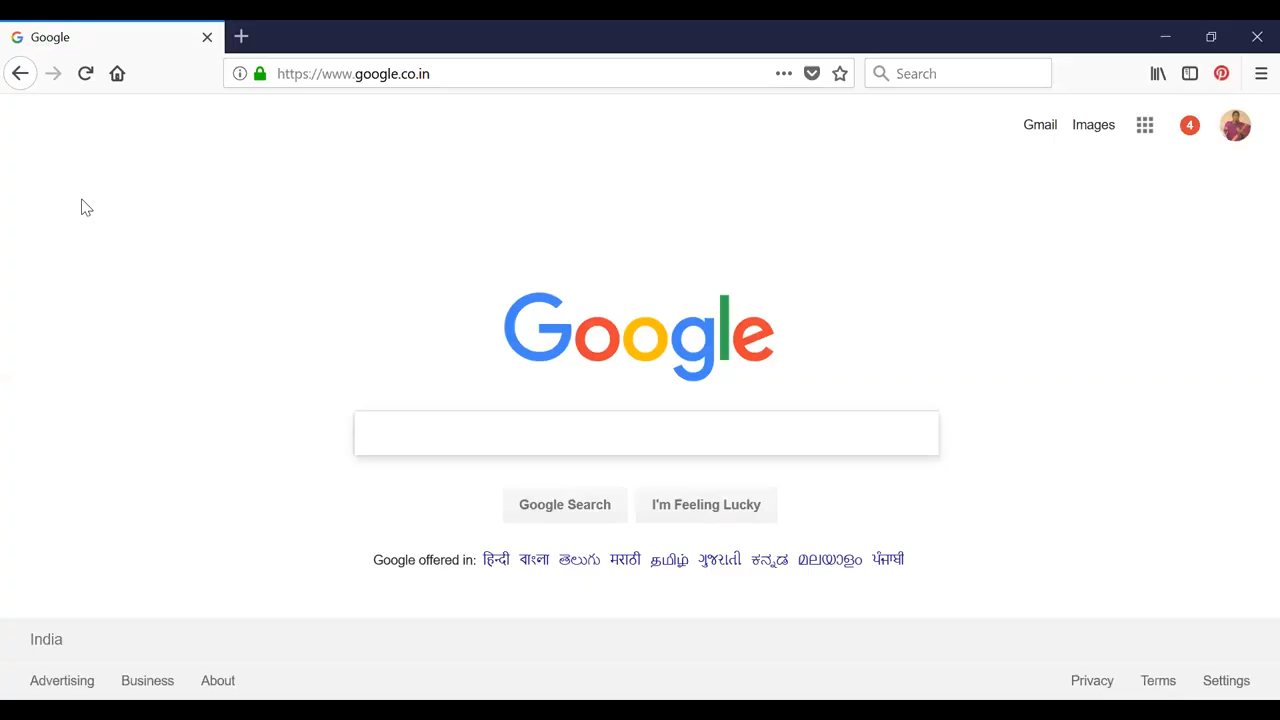 Google
https://www.google.co.in
Search
Gmail Images 4
Google
Google Search I'm Feeling Lucky
Google offered in: हिन्दी বাংলা తెలుగు मराठी தமிழ் ગુજરાતી ಕನ್ನಡ മലയാളം ਪੰਜਾਬੀ
India
Advertising Business About Privacy Terms Settings